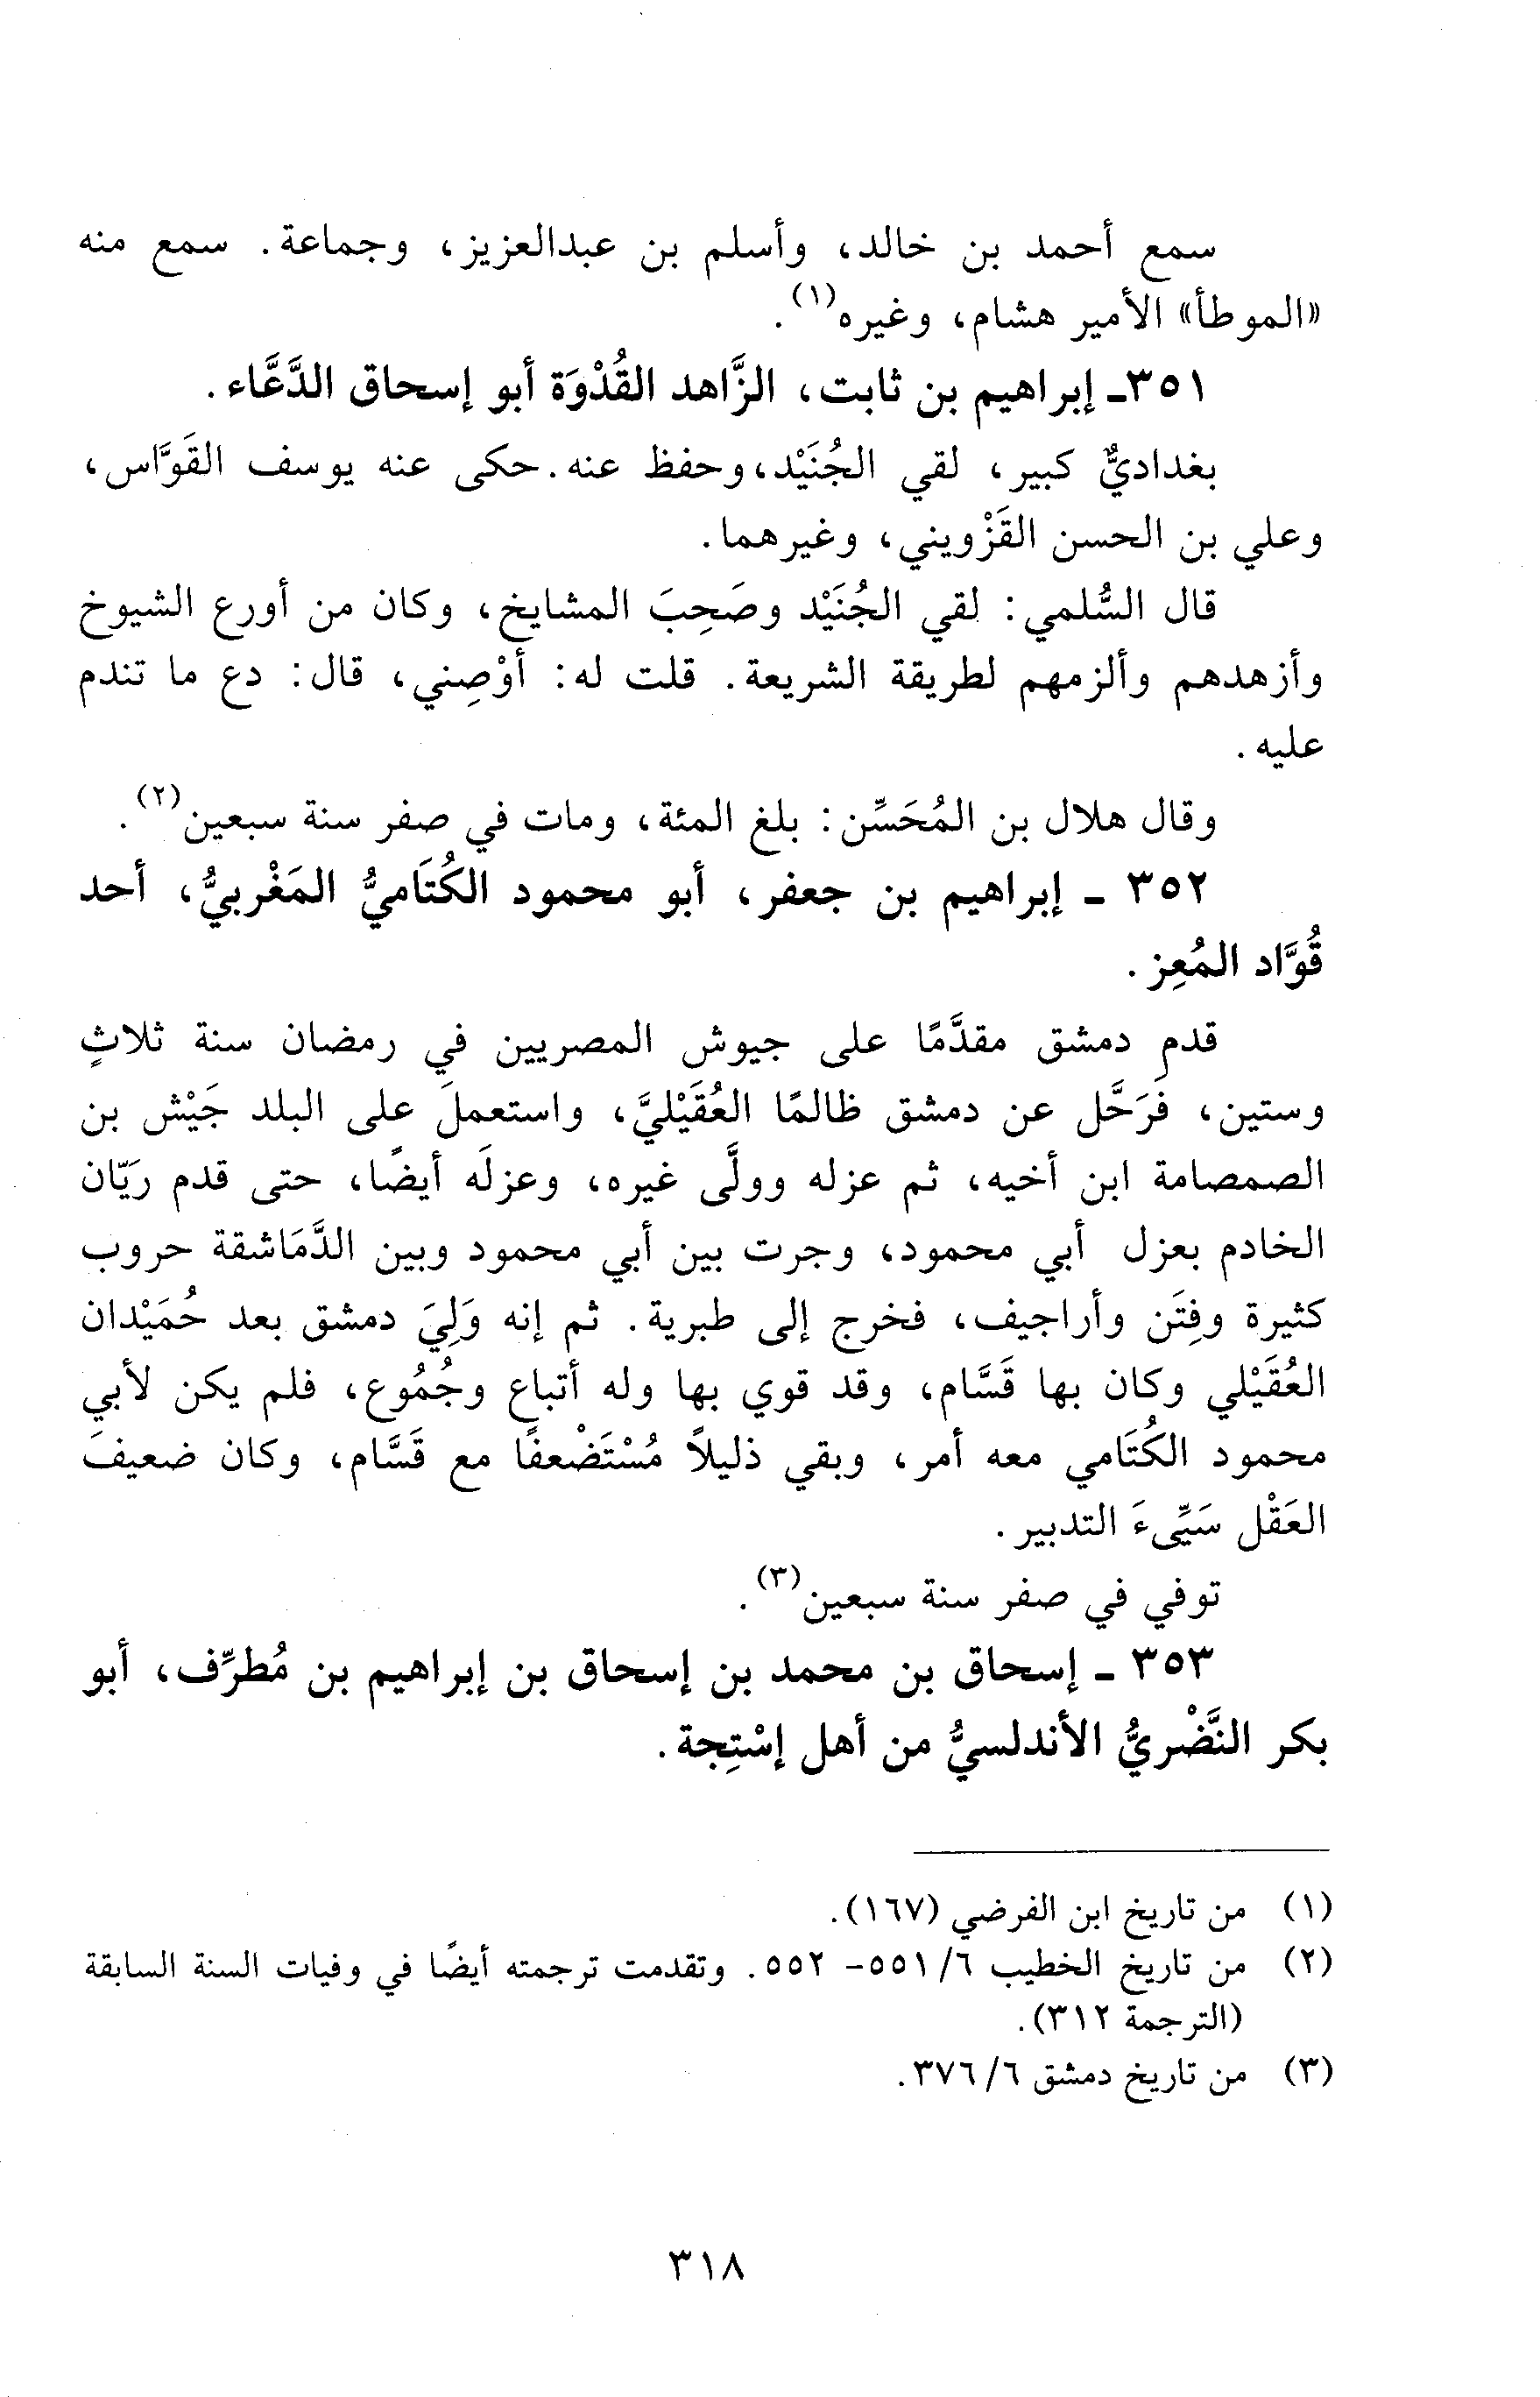 سمع أحمد بن خالد، وأسلم بن عبدالعزيز، وجماعة. سمع منه
«الموطأ» الأمير هشام، وغيره(١).
٣٥١ـ إبراهيم بن ثابت، الزَّاهد القُدْوَة أبو إسحاق الدَّعَّاء.
بغداديٌّ كبير، لقي الجُنَيْد، وحفظ عنه. حكى عنه يوسف القَوَّاس،
وعلي بن الحسن القَزْويني، وغيرهما.
قال السُّلمي: لقي الجُنَيْد وصَحِبَ المشايخ، وكان من أورع الشيوخ
وأزهدهم وألزمهم لطريقة الشريعة. قلت له: أوْصِني، قال: دع ما تندم
عليه.
وقال هلال بن المُحَسِّن: بلغ المئة، ومات في صفر سنة سبعين(٢).
٣٥٢ ـ إبراهيم بن جعفر، أبو محمود الكُتَاميُّ المَغْربيُّ، أحد
قُوَّاد المُعِز.
قدم دمشق مقدَّمًا على جيوش المصريين في رمضان سنة ثلاثٍ
وستين، فَرَحَّل عن دمشق ظالمًا العُقَيْليَّ، واستعملَ على البلد جَيْش بن
الصمصامة ابن أخيه، ثم عزله وولَّى غيره، وعزلَه أيضًا، حتى قدم ريّان
الخادم بعزل أبي محمود، وجرت بين أبي محمود وبين الدَّمَاشقة حروب
كثيرة وفِتَن وأراجيف، فخرج إلى طبرية. ثم إنه وَلِيَ دمشق بعد حُمَيْدان
العُقَيْلي وكان بها قَسَّام، وقد قوي بها وله أتباع وجُمُوع، فلم يكن لأبي
محمود الكُتَامي معه أمر، وبقي ذليلاً مُسْتَضْعفًا مع قَسَّام، وكان ضعيفَ
العَقْل سَيِّىءَ التدبير.
توفي في صفر سنة سبعين(٣).
٣٥٣ ـ إسحاق بن محمد بن إسحاق بن إبراهيم بن مُطرِّف، أبو
بكر النَّضْريُّ الأندلسيُّ من أهل إسْتِجة.
(١) من تاريخ ابن الفرضي (١٦٧).
(٢) من تاريخ الخطيب ٦/ ٥٥١- ٥٥٢. وتقدمت ترجمته أيضًا في وفيات السنة السابقة
(الترجمة ٣١٢).
(٣) من تاريخ دمشق ٦/ ٣٧٦.
٣١٨